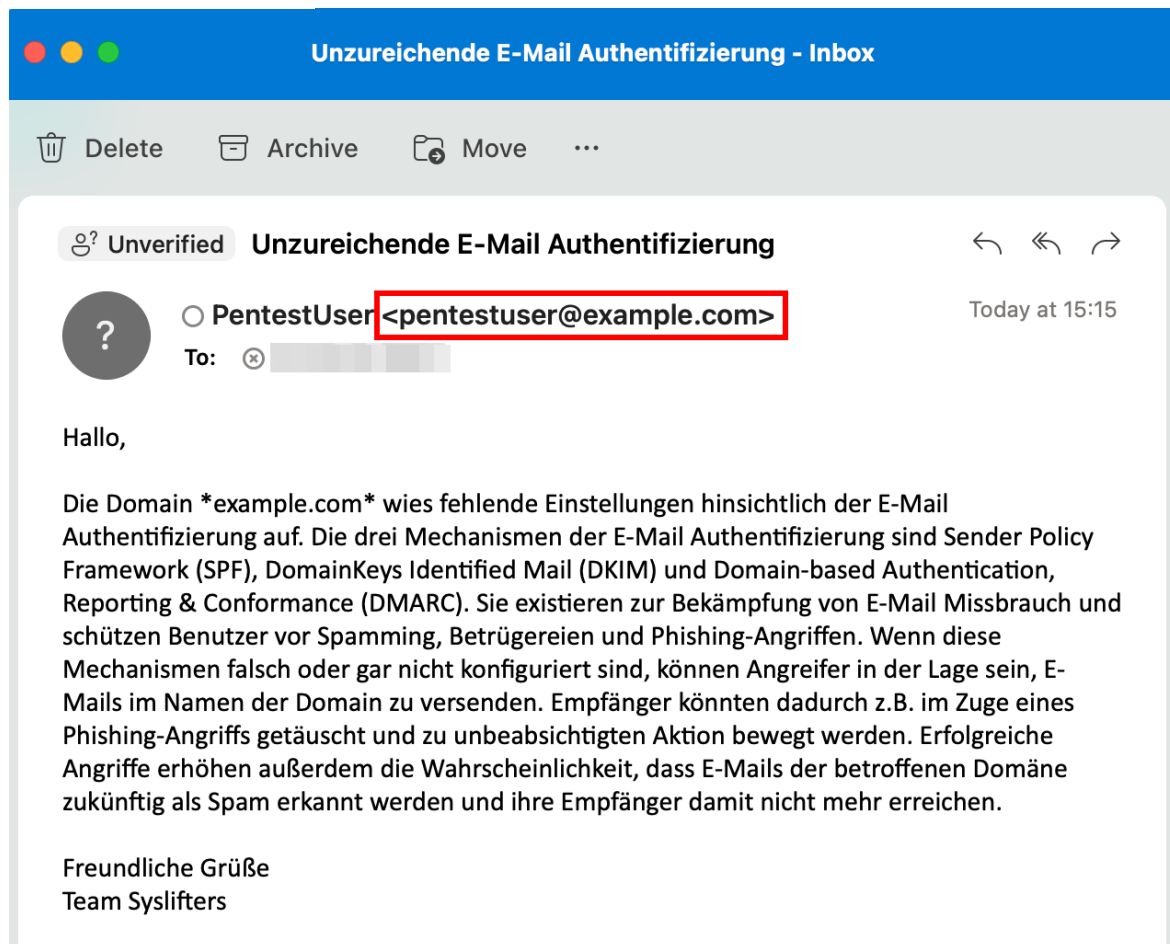 Unzureichende E-Mail Authentifizierung - Inbox
Delete Archive Move ...
Unverified Unzureichende E-Mail Authentifizierung
? PentestUser <pentestuser@example.com> Today at 15:15
To:
Hallo,
Die Domain *example.com* wies fehlende Einstellungen hinsichtlich der E-Mail
Authentifizierung auf. Die drei Mechanismen der E-Mail Authentifizierung sind Sender Policy
Framework (SPF), DomainKeys Identified Mail (DKIM) und Domain-based Authentication,
Reporting & Conformance (DMARC). Sie existieren zur Bekämpfung von E-Mail Missbrauch und
schützen Benutzer vor Spamming, Betrügereien und Phishing-Angriffen. Wenn diese
Mechanismen falsch oder gar nicht konfiguriert sind, können Angreifer in der Lage sein, E-
Mails im Namen der Domain zu versenden. Empfänger könnten dadurch z.B. im Zuge eines
Phishing-Angriffs getäuscht und zu unbeabsichtigten Aktion bewegt werden. Erfolgreiche
Angriffe erhöhen außerdem die Wahrscheinlichkeit, dass E-Mails der betroffenen Domäne
zukünftig als Spam erkannt werden und ihre Empfänger damit nicht mehr erreichen.
Freundliche Grüße
Team Syslifters